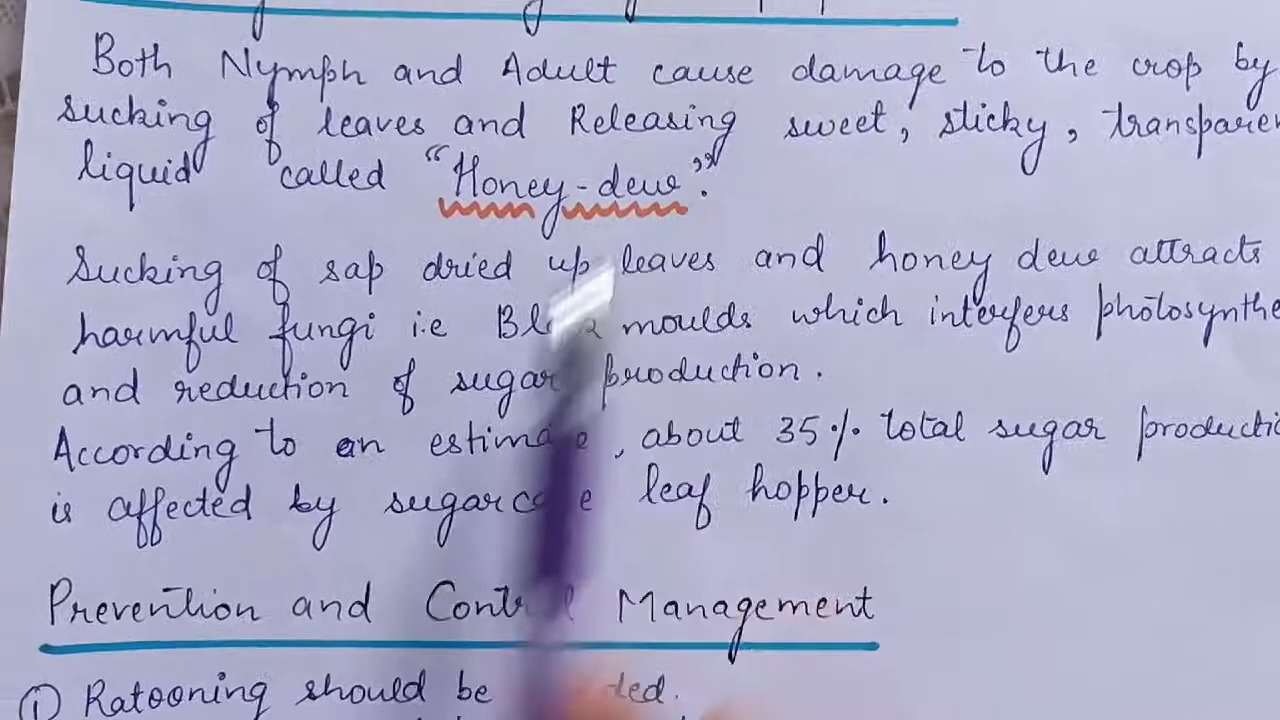 Both Nymph and Adult cause damage to the crop by
sucking of leaves and Releasing sweet, sticky, transparen
liquid called "Honey-dew".
Sucking of sap dried up leaves and honey dew attracts
harmful fungi i.e moulds which interfers photosynthe
and reduction of sugar production.
According to an estimate, about 35% total sugar producti
is affected by sugarcane leaf hopper.
Prevention and Control Management
① Ratooning should be